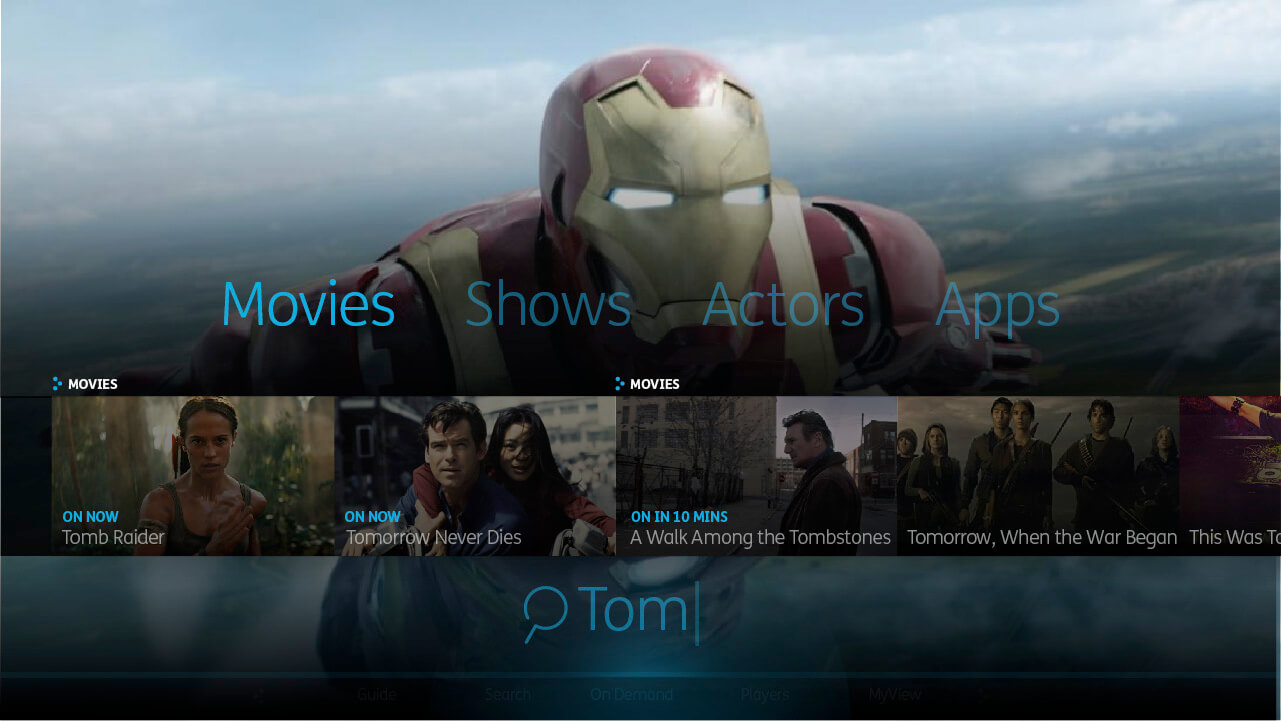 Movies Shows Actors Apps
MOVIES MOVIES
ON NOW ON NOW ON IN 10 MINS
Tomb Raider Tomorrow Never Dies A Walk Among the Tombstones Tomorrow, When the War Began This Was To
Tom
Guide Search On Demand Players MyView